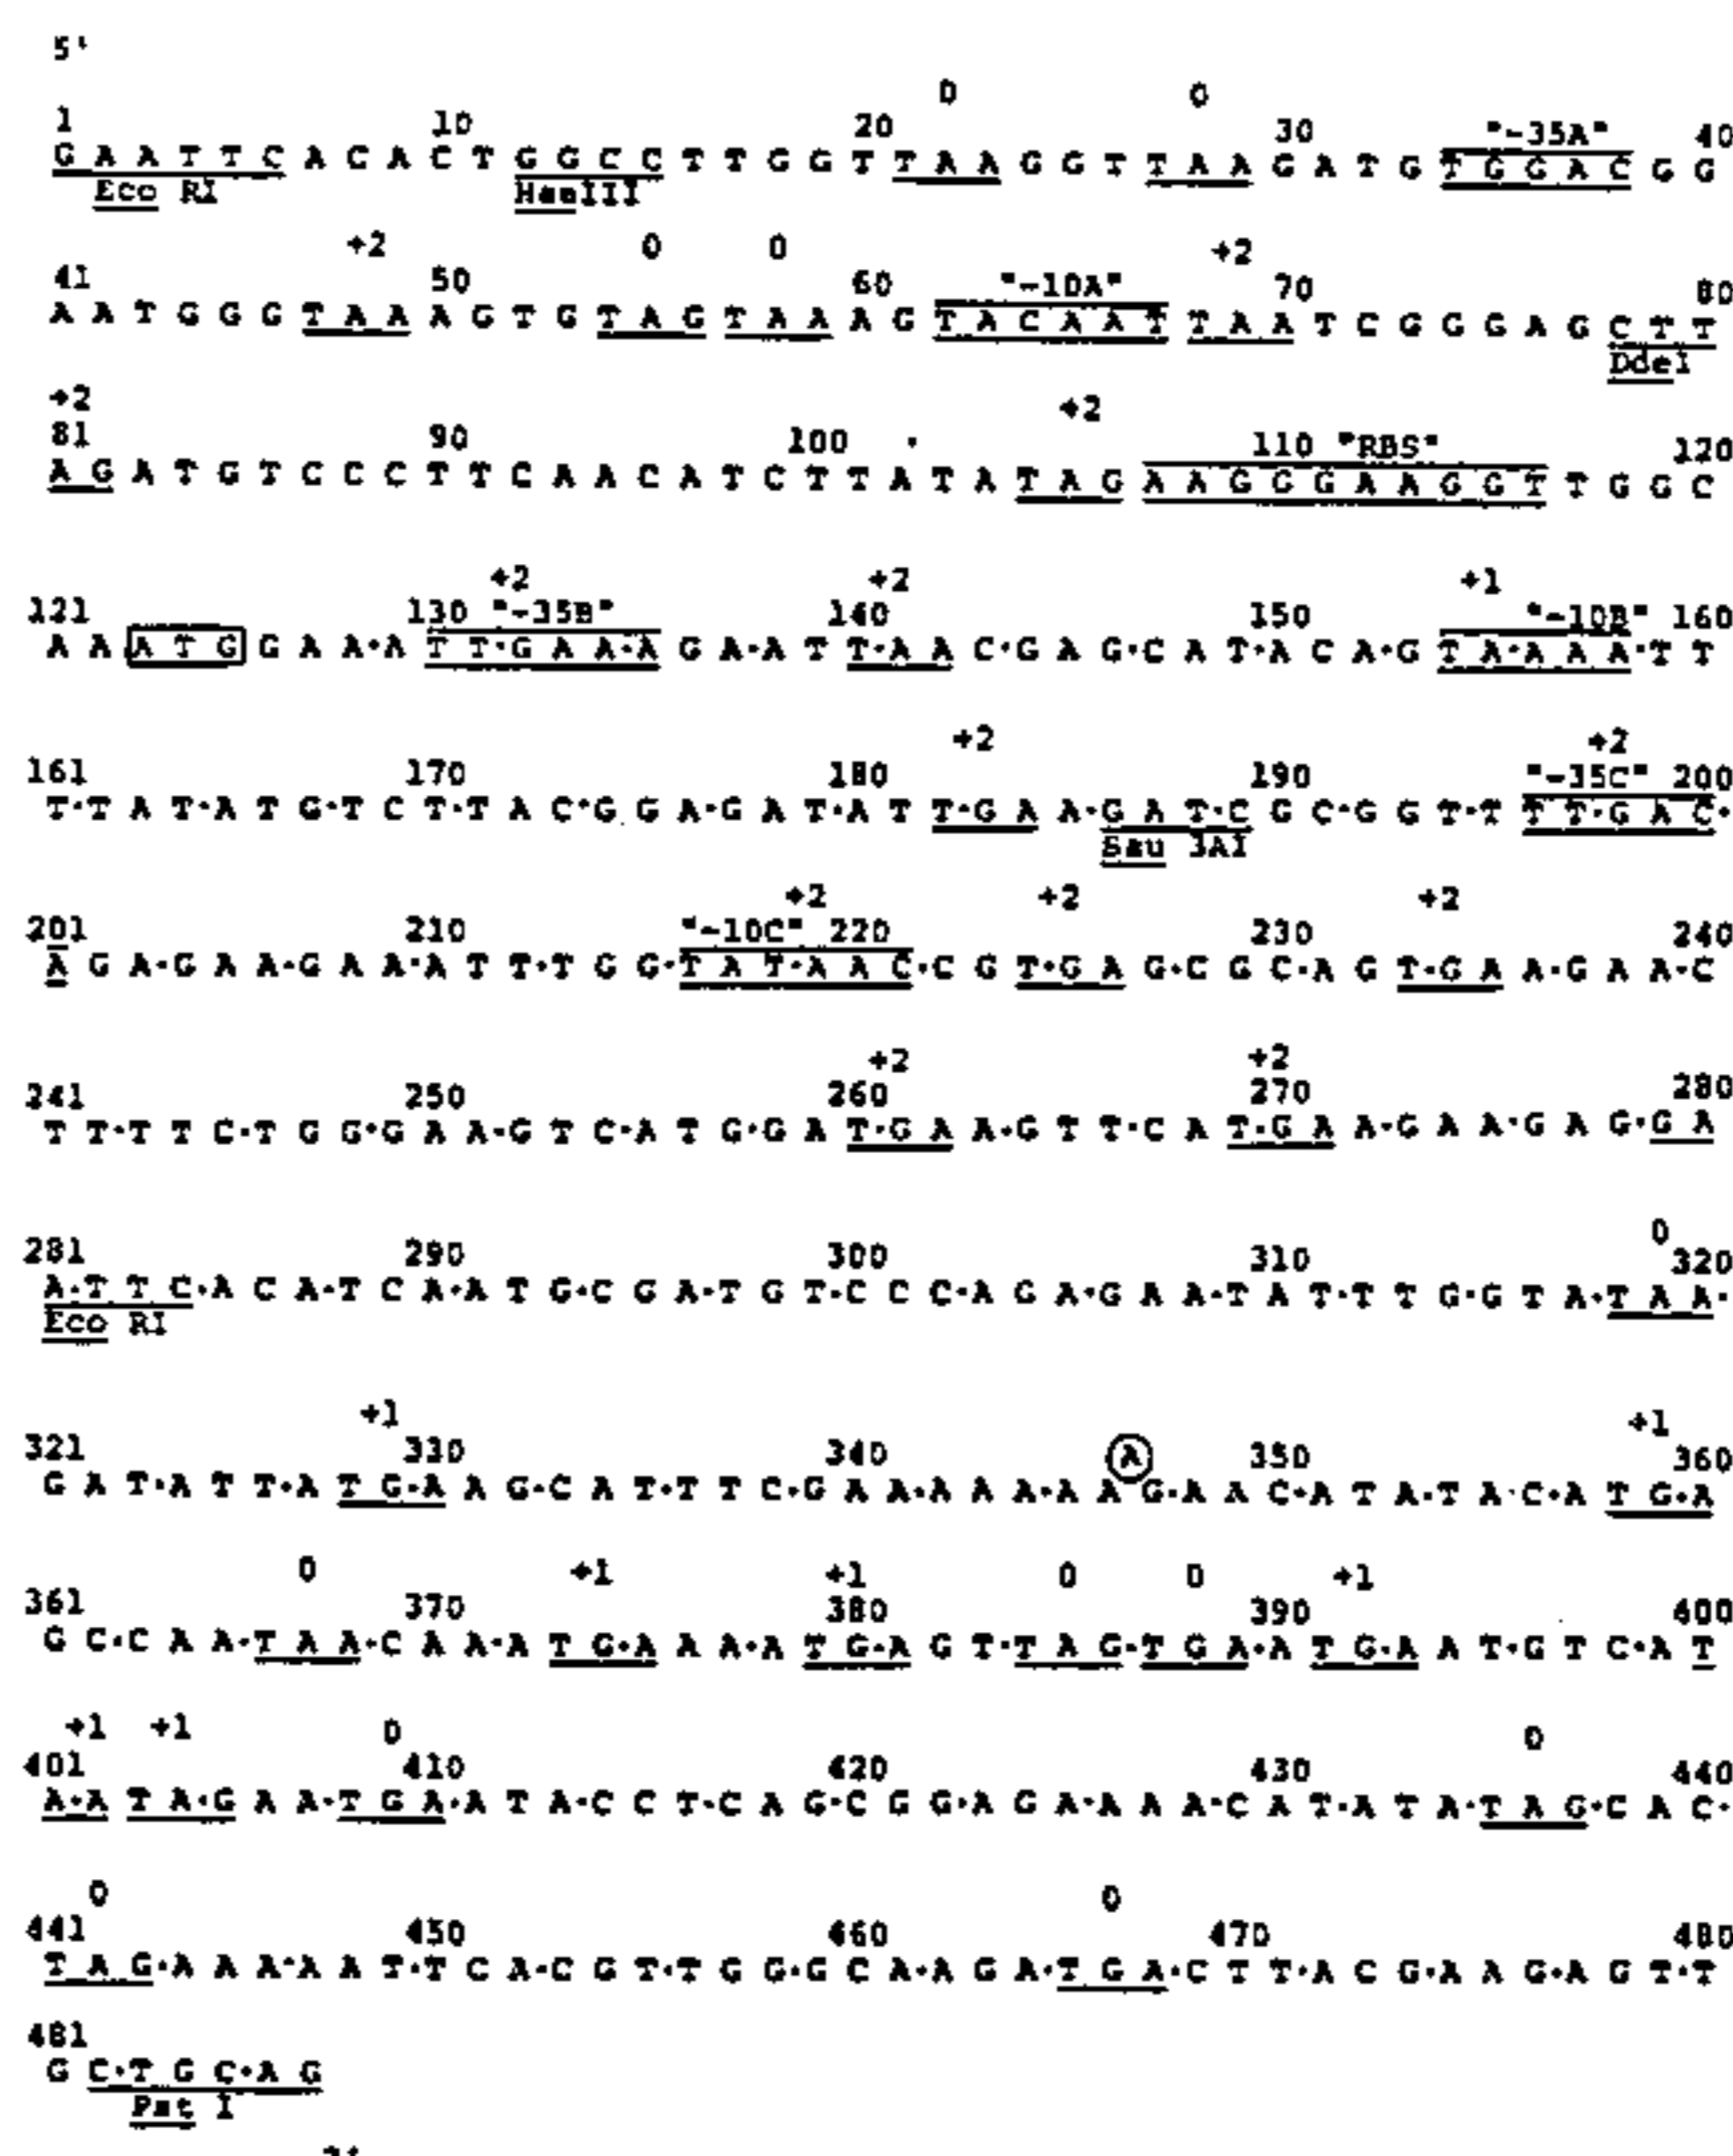 5'
0 0
1 10 20 30 "-35A" 40
G A A T T C A C A C T G G C C T T G G T T A A G G T T A A G A T G T G G A C G G
Eco RI HaeIII
+2 0 0 +2
41 50 60 "-10A" 70 80
A A T G G G T A A A G T G T A G T A A A G T A C A A T T A A T C G G G A G C T T
DdeI
+2 +2
81 90 100 110 "RBS" 120
A G A T G T C C C T T C A A C A T C T T A T A T A G A A G G G A A G G T T G G C
+2 +2 +1
121 130 "-35B" 140 150 "-10B" 160
A A A T G G A A·A T T·G A A·A G A·A T T·A A C·G A G·C A T·A C A·G T A·A A A·T T
+2 +2
161 170 180 190 "-35C" 200
T·T A T·A T G·T C T·T A C·G G A·G A T·A T T·G A A·G A T·C G C·G G T·T T T·G A C·
+2 +2 +2
201 210 "-10C" 220 230 240
A G A·G A A·G A A·A T T·T G G·T A T·A A C·C G T·G A G·C G C·A G T·G A A·G A A·C
+2 +2
241 250 260 270 280
T T·T T C·T G G·G A A·G T C·A T G·G A T·G A A·G T T·C A T·G A A·G A A·G A G·G A
0
281 290 300 310 320
A·T T C·A C A·T C A·A T G·C G A·T G T·C C C·A G A·G A A·T A T·T T G·G T A·T A A·
Eco RI
+1 +1
321 330 340 A 350 360
G A T·A T T·A T G·A A G·C A T·T T C·G A A·A A A·A A G·A A C·A T A·T A C·A T G·A
0 +1 +1 0 0 +1
361 370 380 390 400
G C·C A A·T A A·C A A·A T G·A A A·A T G·A G T·T A G·T G A·A T G·A A T·G T C·A T
+1 +1 0 0
401 410 420 430 440
A·A T A·G A A·T G A·A T A·C C T·C A G·C G G·A G A·A A A·C A T·A T A·T A G·C A C·
0 0
441 450 460 470 480
T A G·A A A·A A T·T C A·C G T·T G G·G C A·A G A·T G A·C T T·A C G·A A G·A G T·T
481
G C·T G C·A G
Pst I